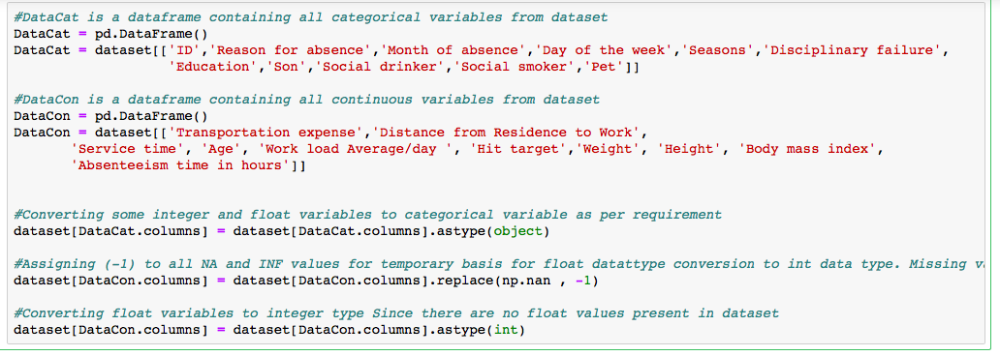 #DataCat is a dataframe containing all categorical variables from dataset
DataCat = pd.DataFrame()
DataCat = dataset[['ID','Reason for absence','Month of absence','Day of the week','Seasons','Disciplinary failure',
'Education','Son','Social drinker','Social smoker','Pet']]
#DataCon is a dataframe containing all continuous variables from dataset
DataCon = pd.DataFrame()
DataCon = dataset[['Transportation expense','Distance from Residence to Work',
'Service time', 'Age', 'Work load Average/day ', 'Hit target','Weight', 'Height', 'Body mass index',
'Absenteeism time in hours']]
#Converting some integer and float variables to categorical variable as per requirement
dataset[DataCat.columns] = dataset[DataCat.columns].astype(object)
#Assigning (-1) to all NA and INF values for temporary basis for float datattype conversion to int data type. Missing
dataset[DataCon.columns] = dataset[DataCon.columns].replace(np.nan , -1)
#Converting float variables to integer type Since there are no float values present in dataset
dataset[DataCon.columns] = dataset[DataCon.columns].astype(int)